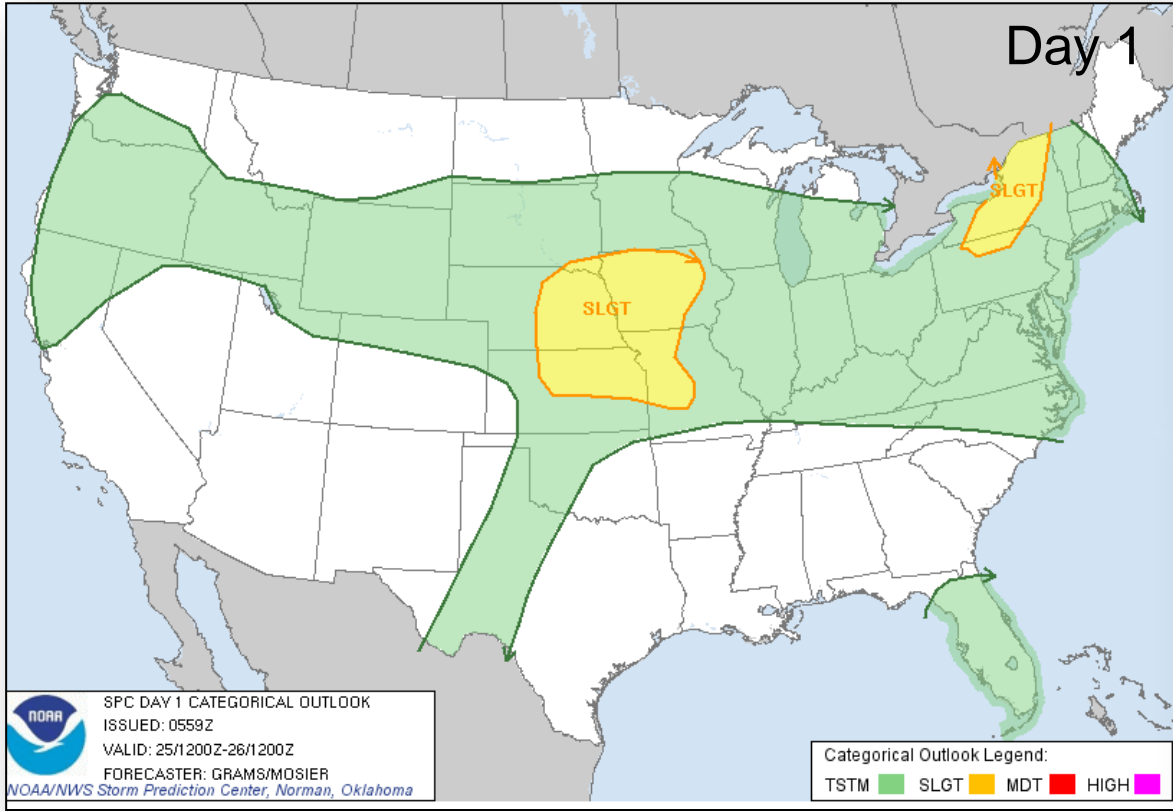 Day 1
SLGT
SLGT
NOAA
SPC DAY 1 CATEGORICAL OUTLOOK
ISSUED: 0559Z
VALID: 25/1200Z-26/1200Z
FORECASTER: GRAMS/MOSIER
NOAA/NWS Storm Prediction Center, Norman, Oklahoma
Categorical Outlook Legend:
TSTM SLGT MDT HIGH